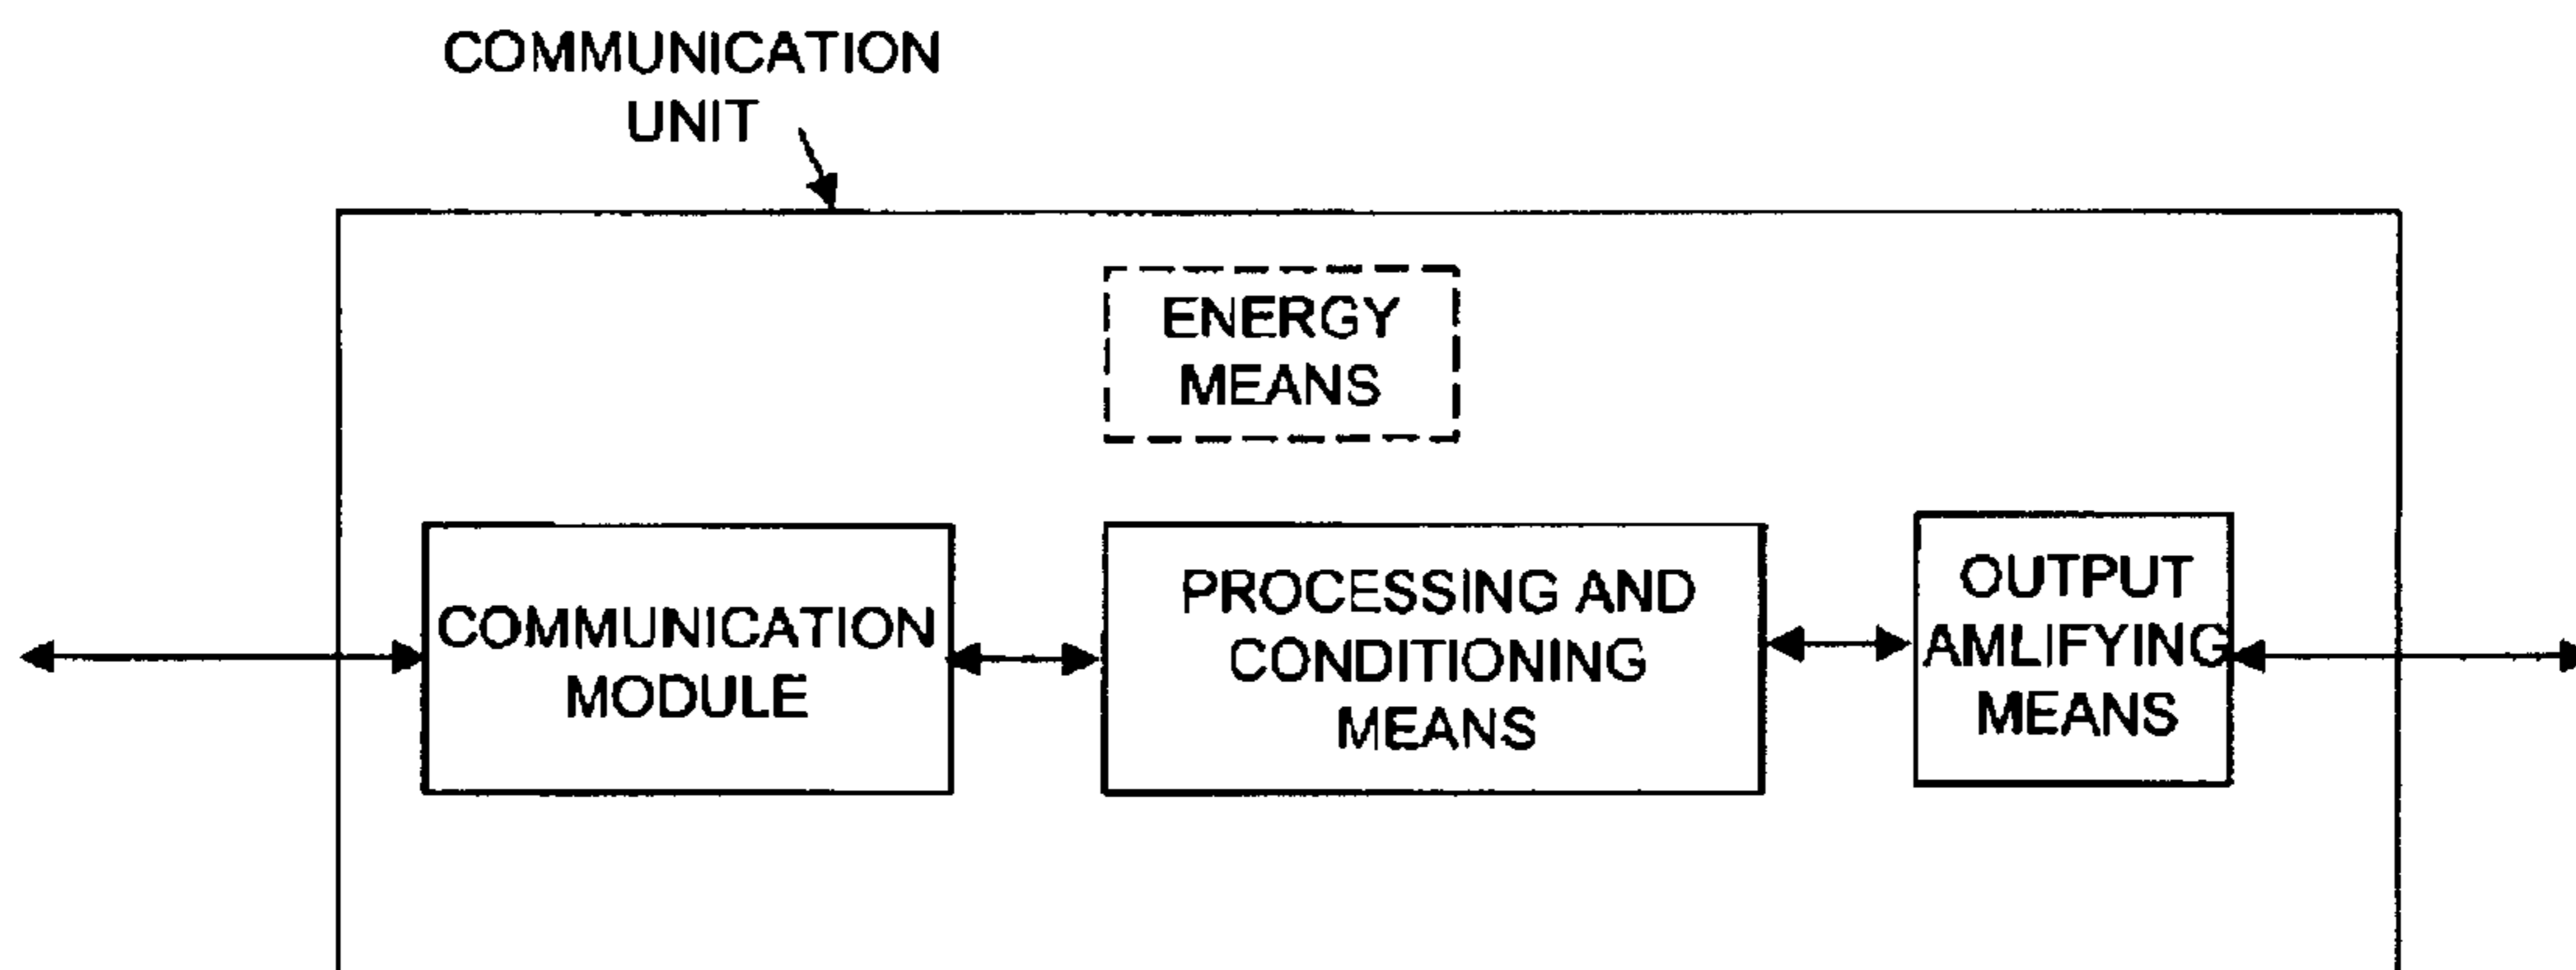 COMMUNICATION
UNIT
ENERGY
MEANS
COMMUNICATION
MODULE
PROCESSING AND
CONDITIONING
MEANS
OUTPUT
AMLIFYING
MEANS